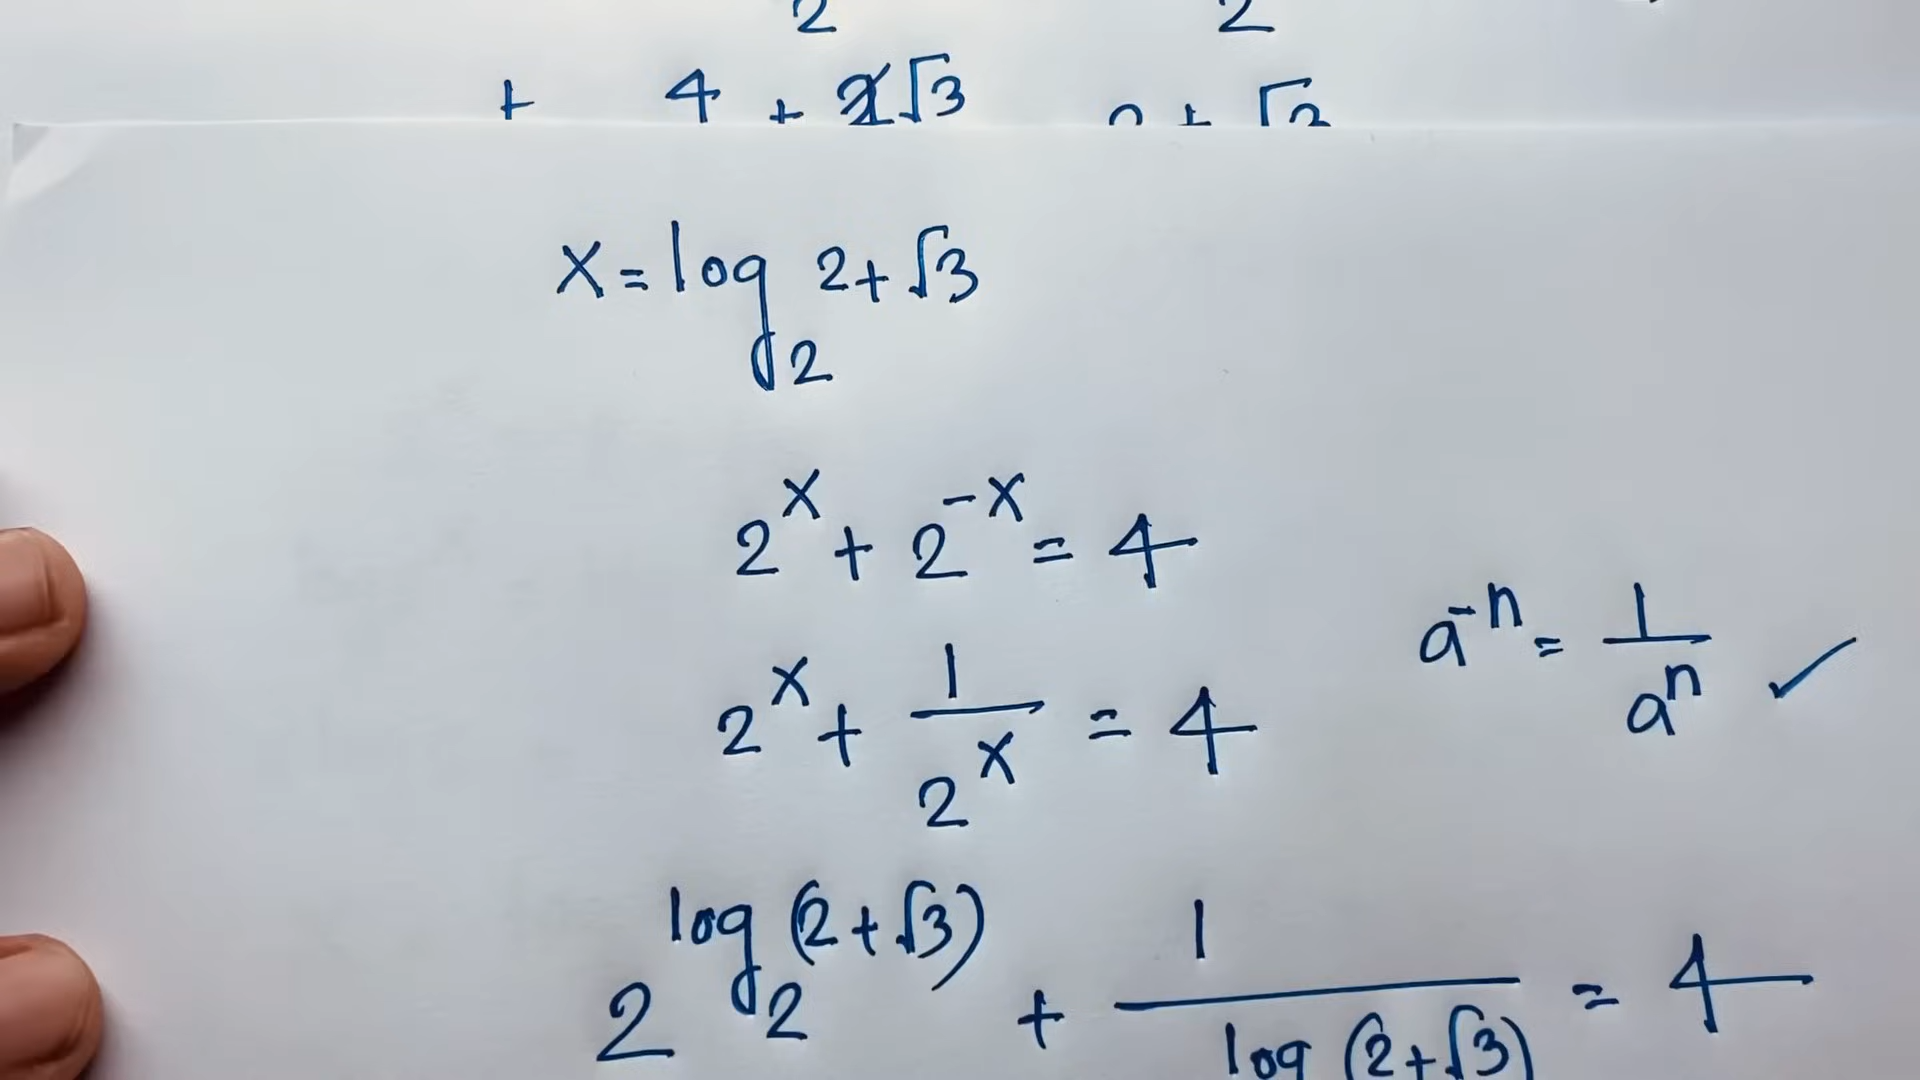 2 2
+ 4 + 2√3
x = log₂ 2+√3
2^x + 2^-x = 4
a^-n = 1/a^n ✓
2^x + 1/2^x = 4
2^log₂(2+√3) + 1/log(2+√3) = 4